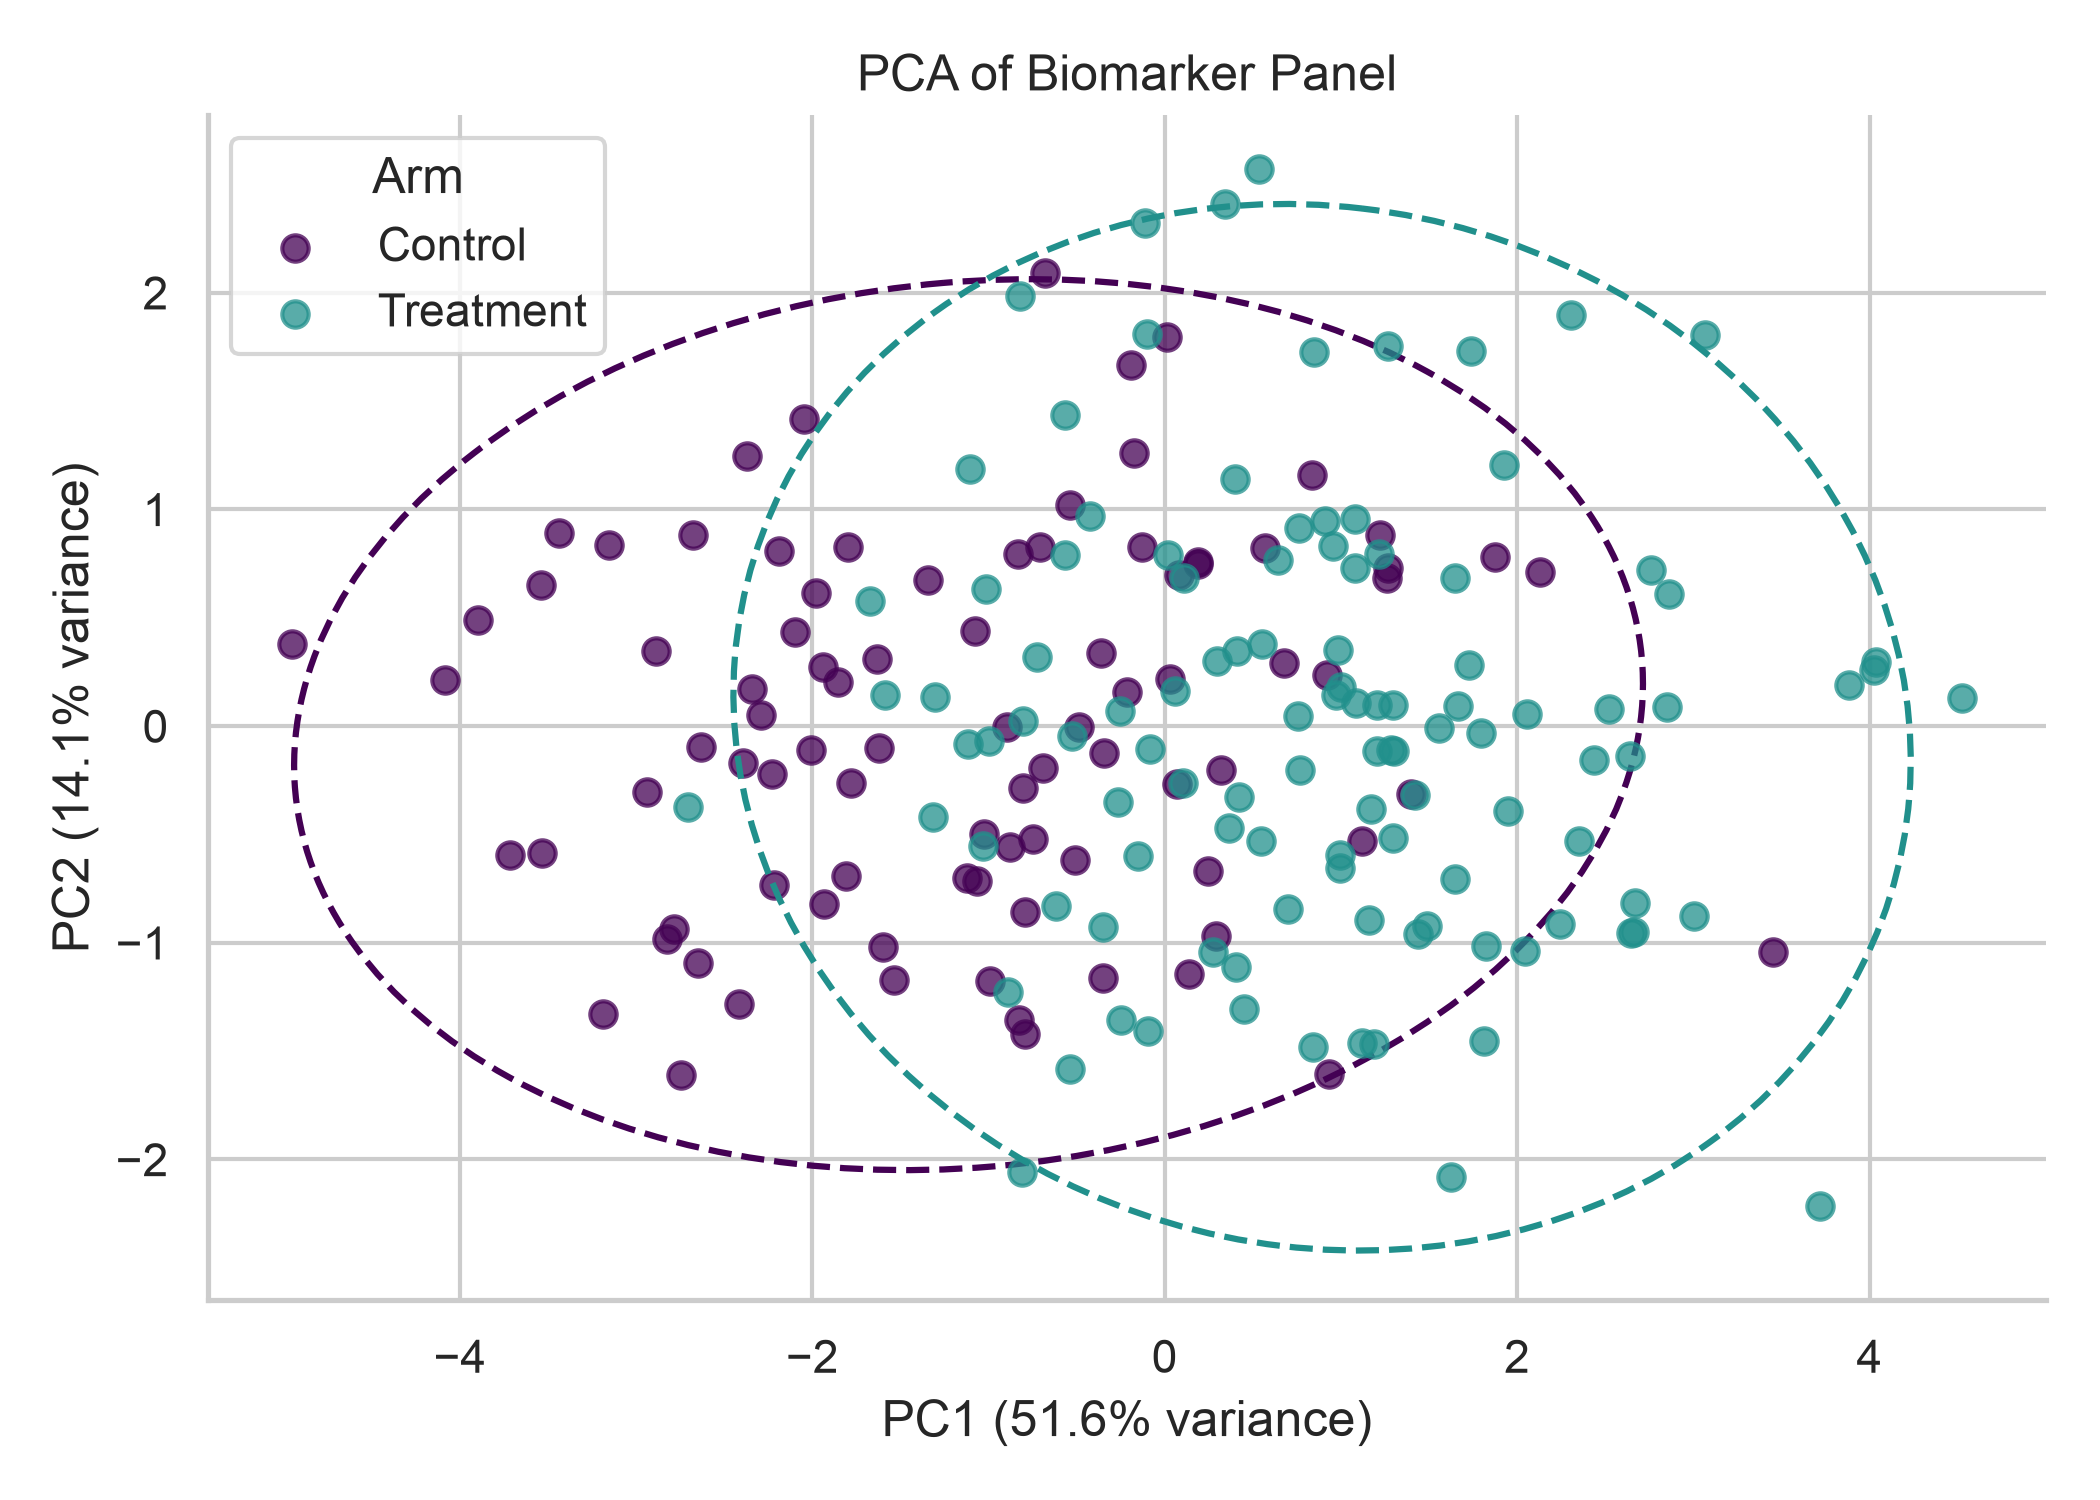 PCA of Biomarker Panel
Arm
Control
Treatment
PC2 (14.1% variance)
2
1
0
−1
−2
−4
−2
0
2
4
PC1 (51.6% variance)